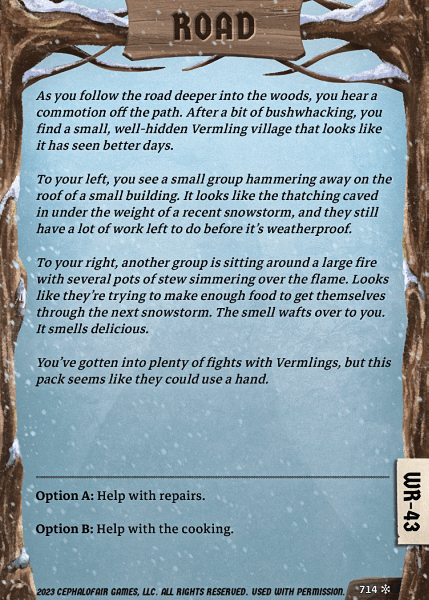 ROAD
As you follow the road deeper into the woods, you hear a
commotion off the path. After a bit of bushwhacking, you
find a small, well-hidden Vermling village that looks like
it has seen better days.
To your left, you see a small group hammering away on the
roof of a small building. It looks like the thatching caved
in under the weight of a recent snowstorm, and they still
have a lot of work left to do before it's weatherproof.
To your right, another group is sitting around a large fire
with several pots of stew simmering over the flame. Looks
like they're trying to make enough food to get themselves
through the next snowstorm. The smell wafts over to you.
It smells delicious.
You've gotten into plenty of fights with Vermlings, but this
pack seems like they could use a hand.
Option A: Help with repairs.
Option B: Help with the cooking.
WR-43
2023 CEPHALOFAIR GAMES, LLC. ALL RIGHTS RESERVED. USED WITH PERMISSION.
714